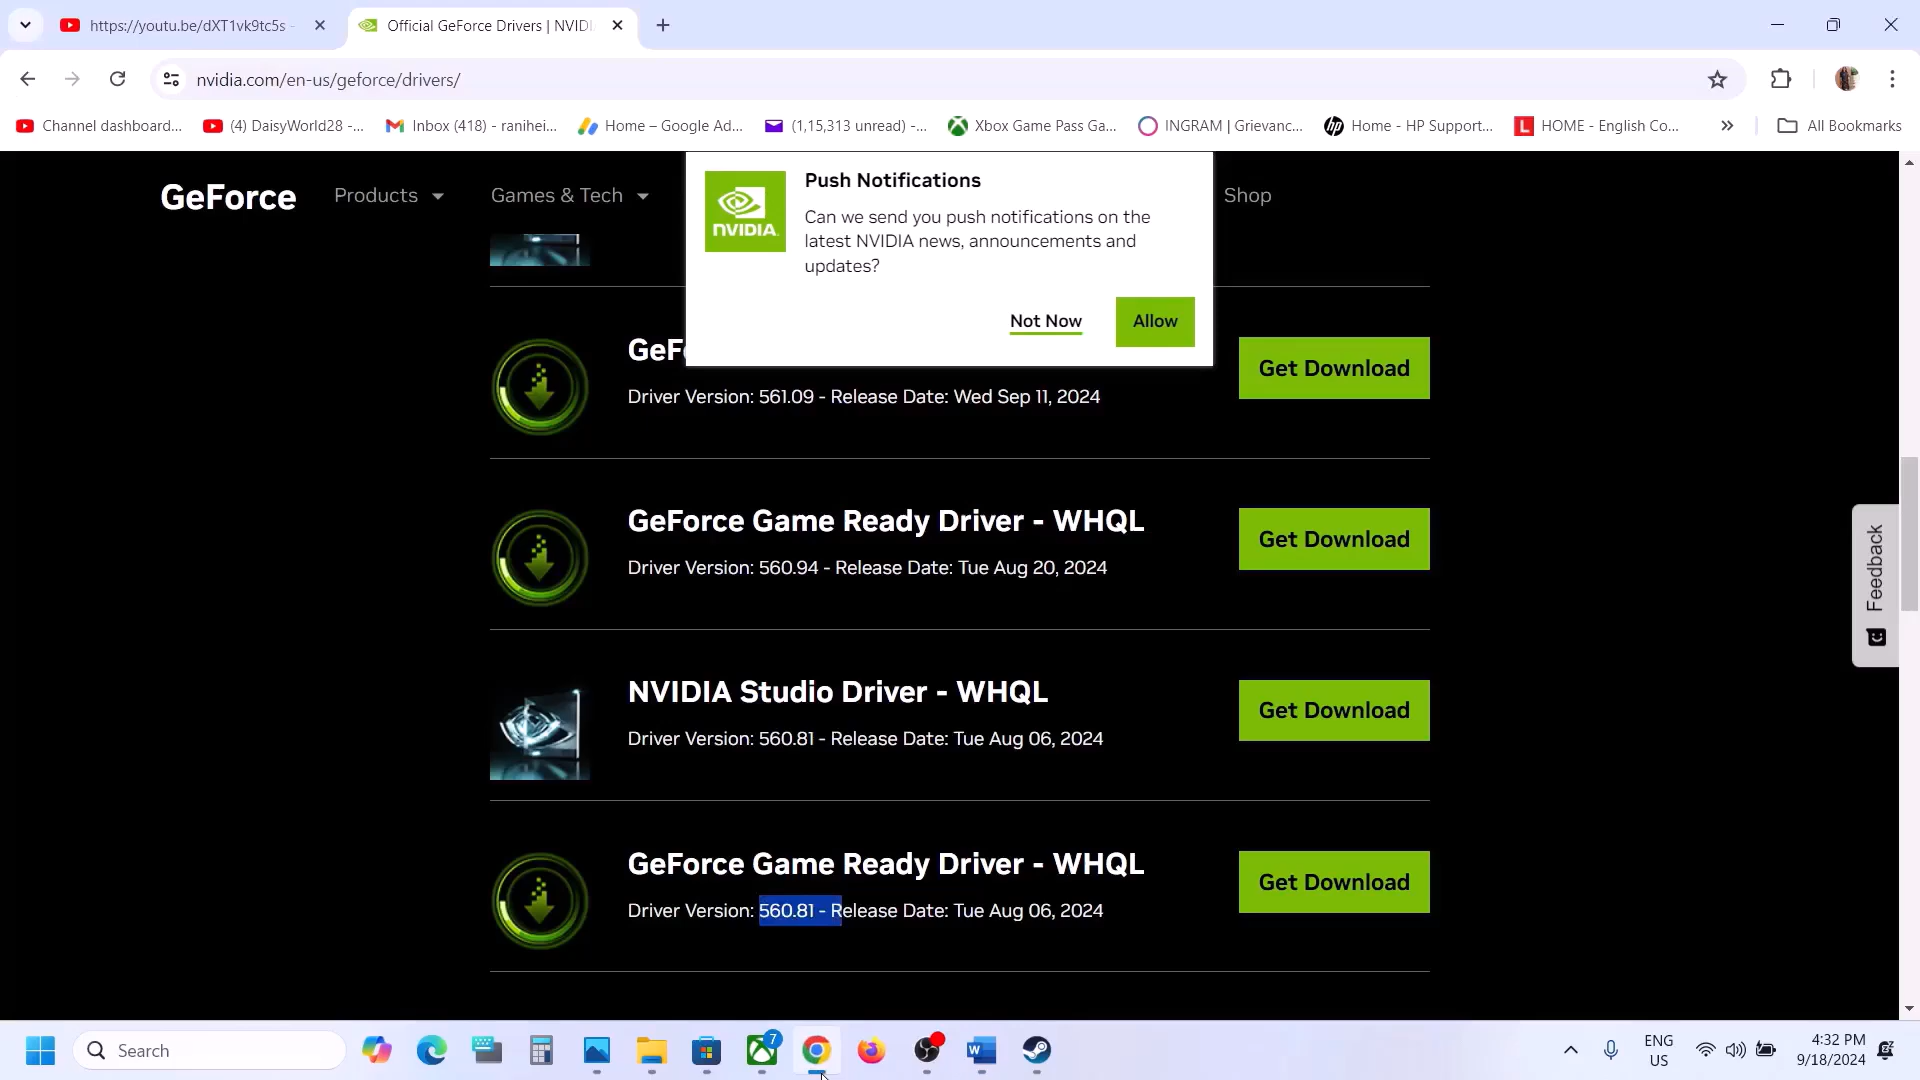 https://youtu.be/dXT1vk9tc5s -
Official GeForce Drivers | NVIDI
nvidia.com/en-us/geforce/drivers/
Channel dashboard...
(4) DaisyWorld28 -...
Inbox (418) - ranihei...
Home – Google Ad...
(1,15,313 unread) -...
Xbox Game Pass Ga...
INGRAM | Grievanc...
Home - HP Support...
HOME - English Co...
All Bookmarks
GeForce
Products
Games & Tech
Shop
NVIDIA
Push Notifications
Can we send you push notifications on the
latest NVIDIA news, announcements and
updates?
Not Now
Allow
GeF
Driver Version: 561.09 - Release Date: Wed Sep 11, 2024
Get Download
GeForce Game Ready Driver - WHQL
Driver Version: 560.94 - Release Date: Tue Aug 20, 2024
Get Download
NVIDIA Studio Driver - WHQL
Driver Version: 560.81 - Release Date: Tue Aug 06, 2024
Get Download
GeForce Game Ready Driver - WHQL
Driver Version: 560.81 - Release Date: Tue Aug 06, 2024
Get Download
Feedback
Search
7
ENG
US
4:32 PM
9/18/2024